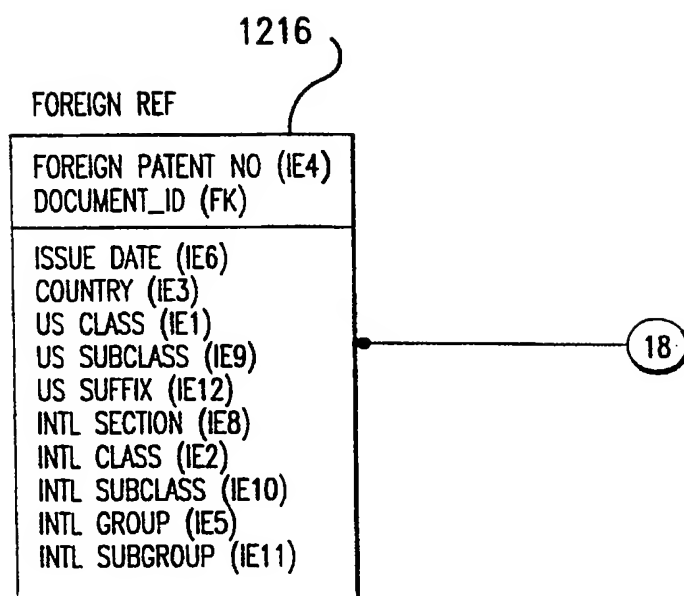 1216
FOREIGN REF
FOREIGN PATENT NO (IE4)
DOCUMENT_ID (FK)
ISSUE DATE (IE6)
COUNTRY (IE3)
US CLASS (IE1)
US SUBCLASS (IE9)
US SUFFIX (IE12)
INTL SECTION (IE8)
INTL CLASS (IE2)
INTL SUBCLASS (IE10)
INTL GROUP (IE5)
INTL SUBGROUP (IE11)
18